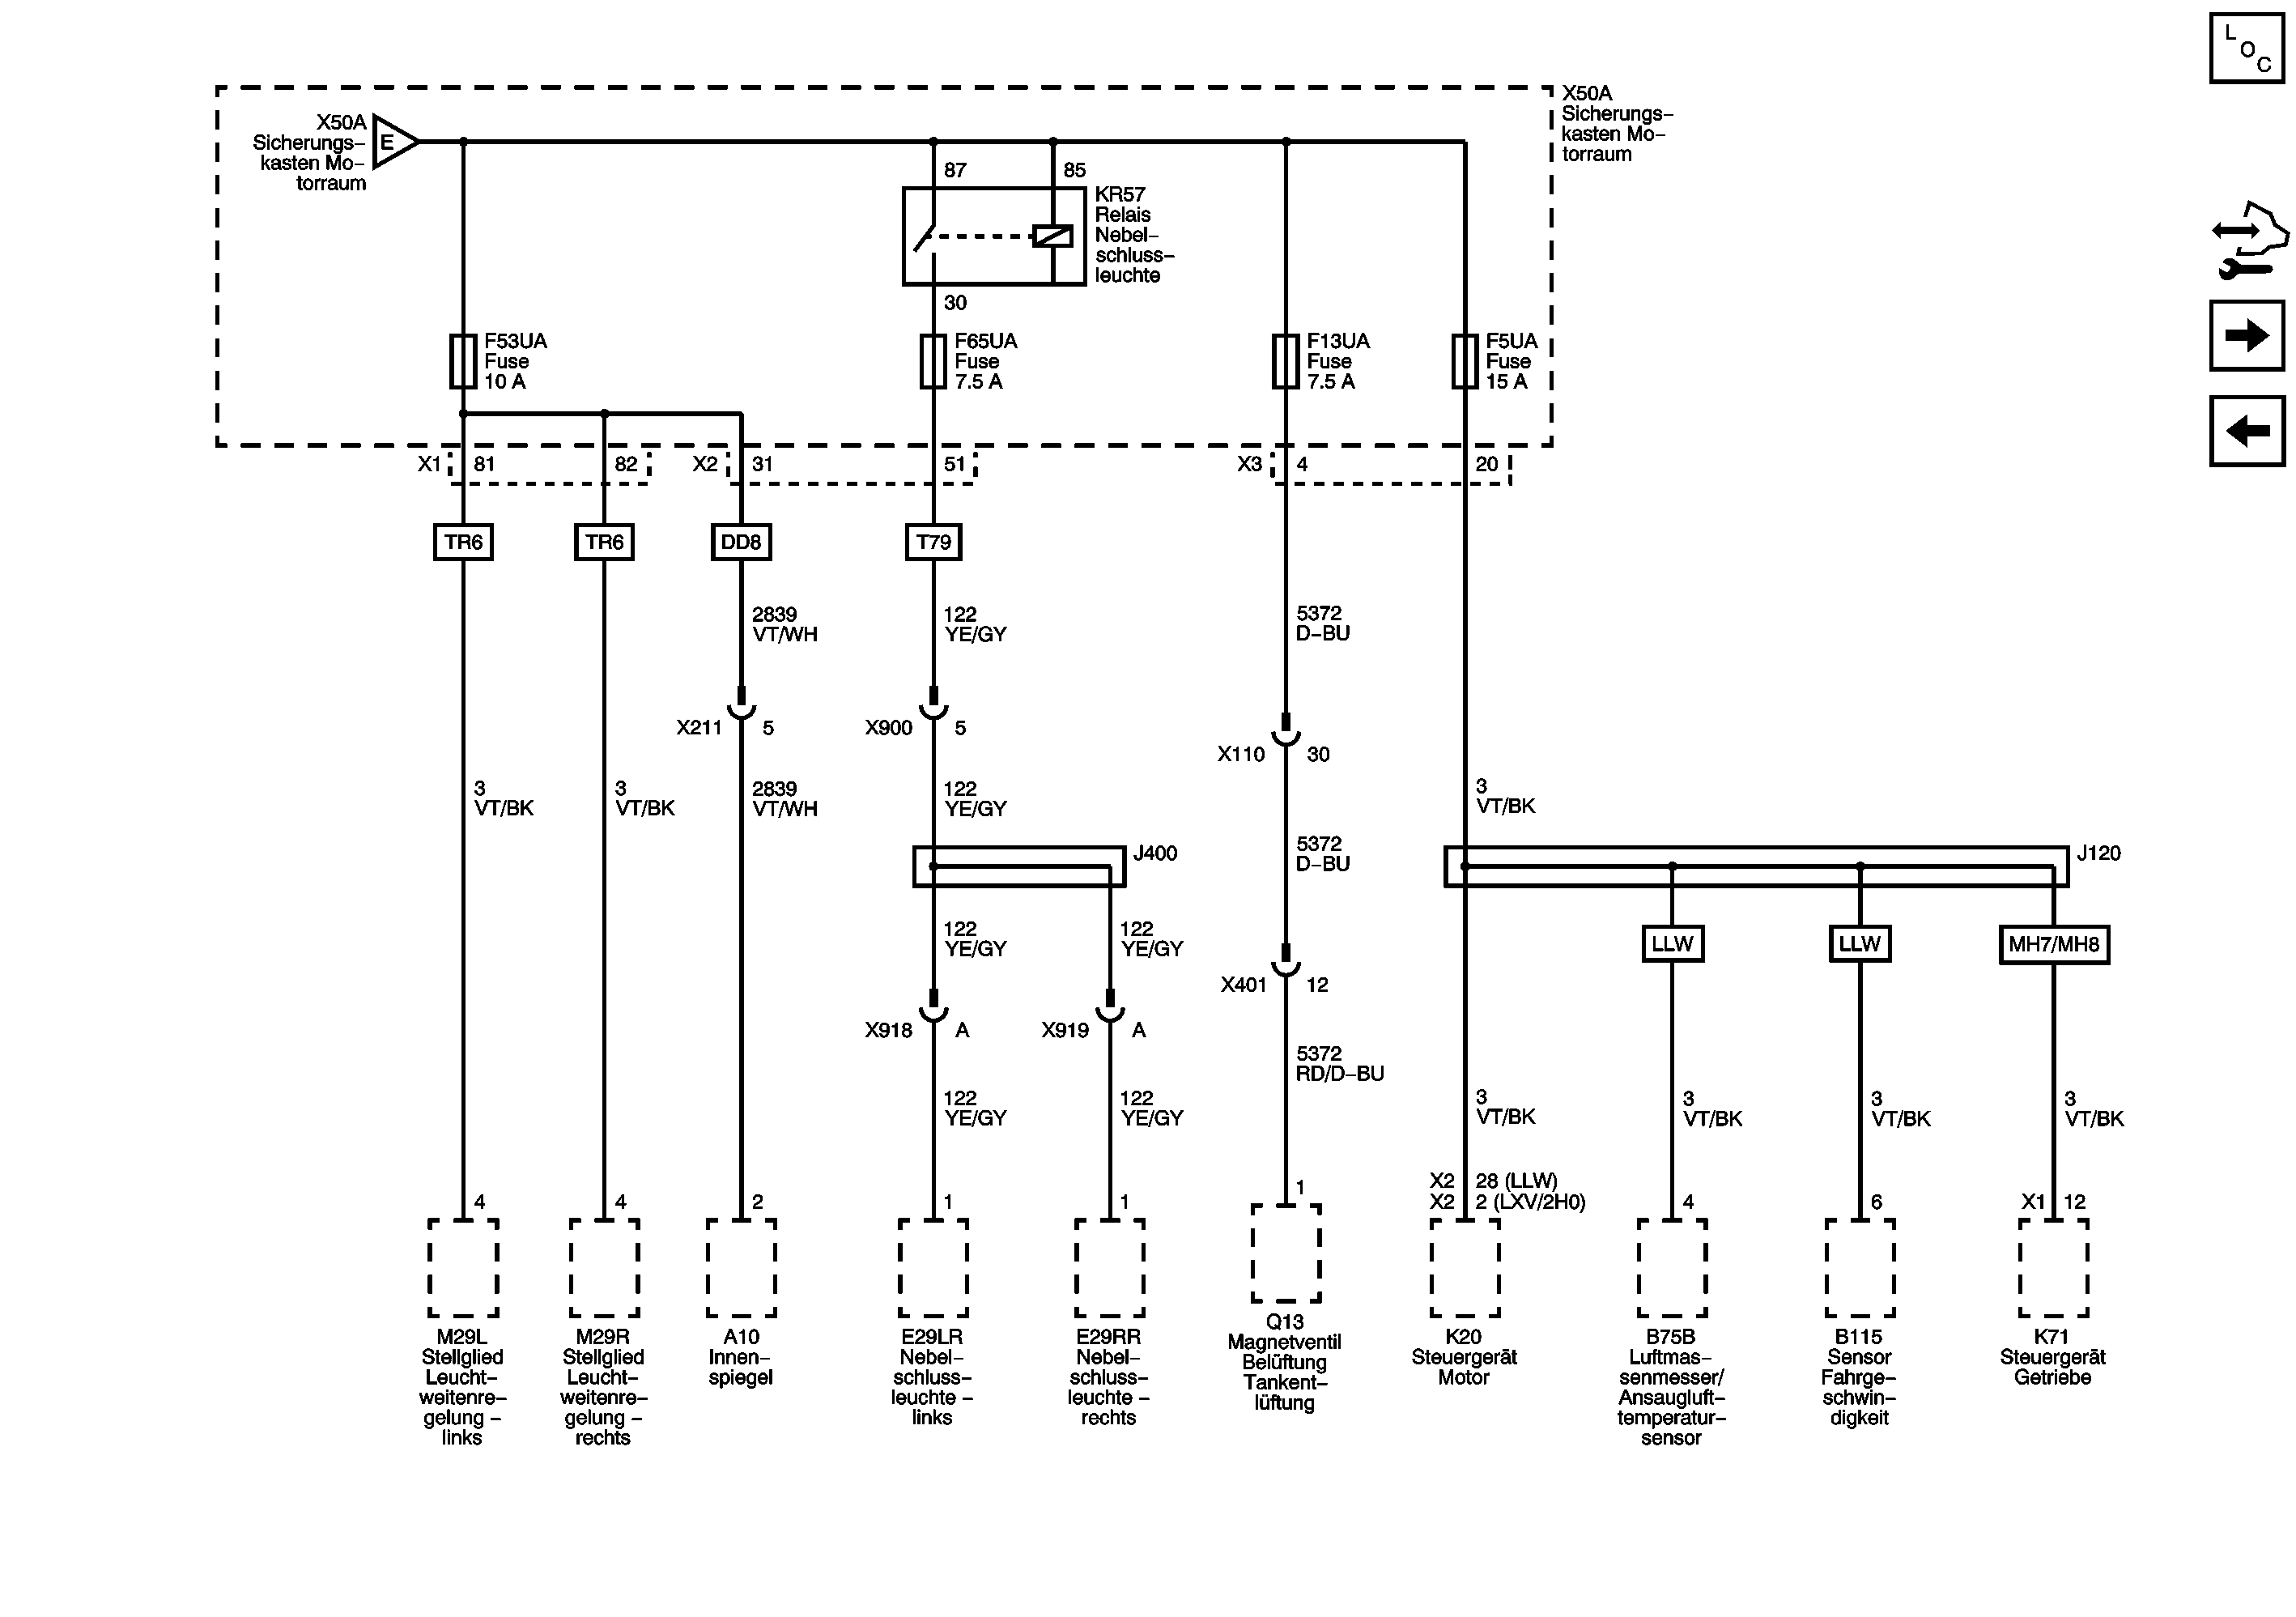 L
O
C
X50A
Sicherungs–
kasten Mo–
torraum
E
X50A
Sicherungs–
kasten Mo–
torraum
87
85
KR57
Relais
Nebel–
schluss–
leuchte
30
F53UA
Fuse
10 A
F65UA
Fuse
7.5 A
F13UA
Fuse
7.5 A
F5UA
Fuse
15 A
X1 81 82 X2 31 51 X3 4 20
TR6 TR6 DD8 T79
2839
VT/WH
122
YE/GY
5372
D–BU
X211 5
X900 5
X110 30
3
VT/BK
3
VT/BK
2839
VT/WH
122
YE/GY
3
VT/BK
5372
D–BU
J400
J120
122
YE/GY
122
YE/GY
LLW LLW MH7/MH8
X401 12
X918 A
X919 A
5372
RD/D–BU
122
YE/GY
122
YE/GY
3
VT/BK
3
VT/BK
3
VT/BK
3
VT/BK
X2 28 (LLW)
X2 2 (LXV/2H0)
4 4 2 1 1 1 4 6 X1 12
M29L
Stellglied
Leucht–
weitenre–
gelung –
links
M29R
Stellglied
Leucht–
weitenre–
gelung –
rechts
A10
Innen–
spiegel
E29LR
Nebel–
schluss–
leuchte –
links
E29RR
Nebel–
schluss–
leuchte –
rechts
Q13
Magnetventil
Belüftung
Tankent–
lüftung
K20
Steuergerät
Motor
B75B
Luftmas–
senmesser/
Ansaugluft–
temperatur–
sensor
B115
Sensor
Fahrge–
schwin–
digkeit
K71
Steuergerät
Getriebe